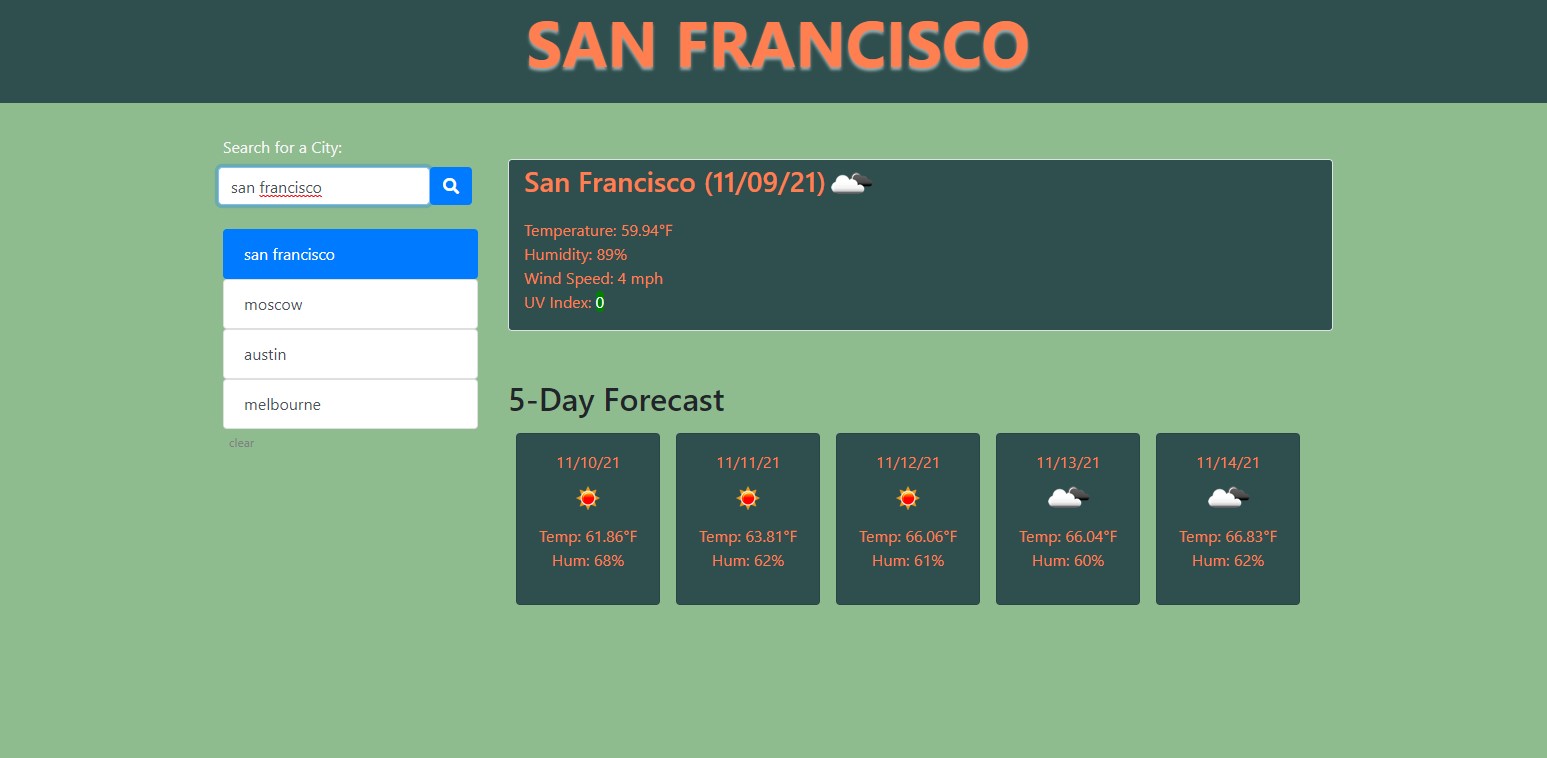 SAN FRANCISCO
Search for a City:
san francisco
san francisco
moscow
austin
melbourne
clear
San Francisco (11/09/21)
Temperature: 59.94°F
Humidity: 89%
Wind Speed: 4 mph
UV Index: 0
5-Day Forecast
11/10/21
Temp: 61.86°F
Hum: 68%
11/11/21
Temp: 63.81°F
Hum: 62%
11/12/21
Temp: 66.06°F
Hum: 61%
11/13/21
Temp: 66.04°F
Hum: 60%
11/14/21
Temp: 66.83°F
Hum: 62%